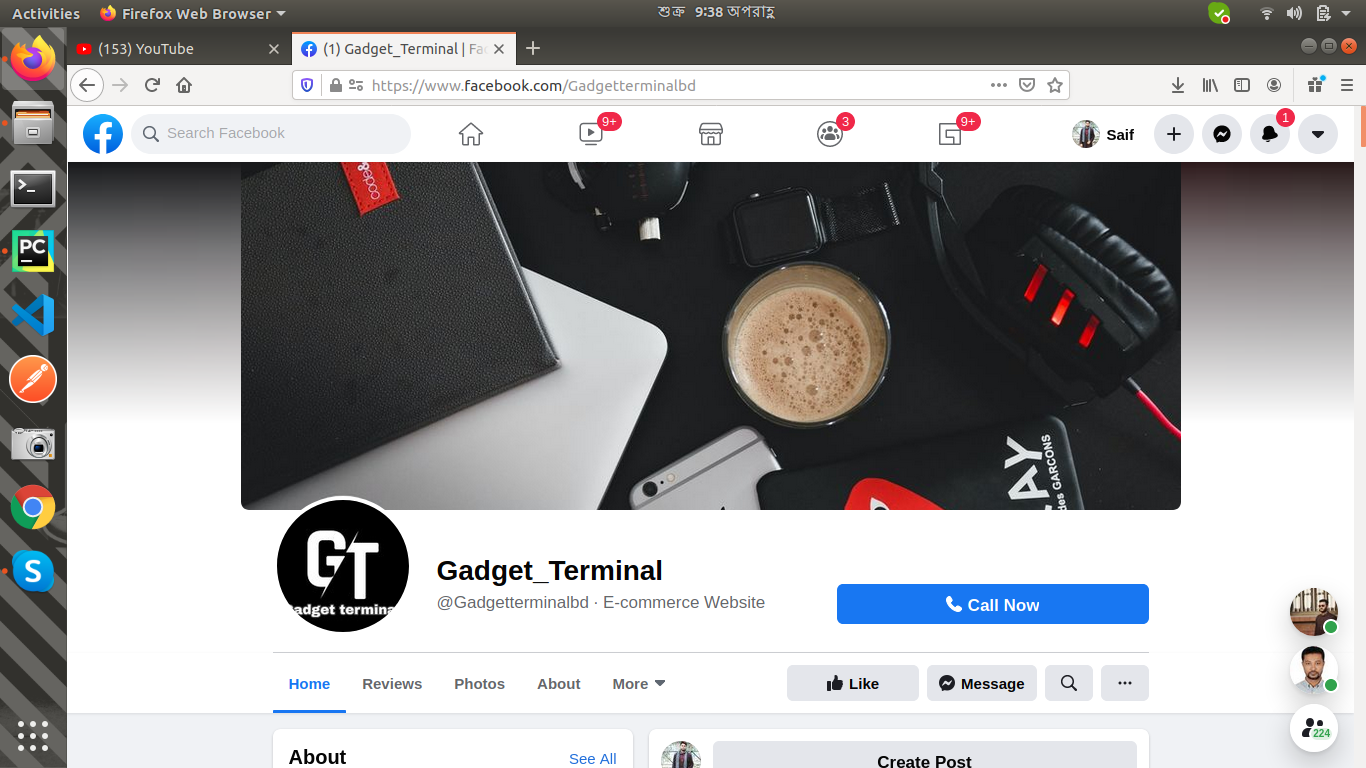 Activities
Firefox Web Browser
শুক্র 9:38 অপরাহ্ণ
(153) YouTube
(1) Gadget_Terminal | Fac
https://www.facebook.com/Gadgetterminalbd
Search Facebook
9+
3
9+
Saif
1
PC
code
AY
des GARCONS
GT
Gadget terminal
Gadget_Terminal
@Gadgetterminalbd · E-commerce Website
Call Now
Home
Reviews
Photos
About
More
Like
Message
224
About
See All
Create Post